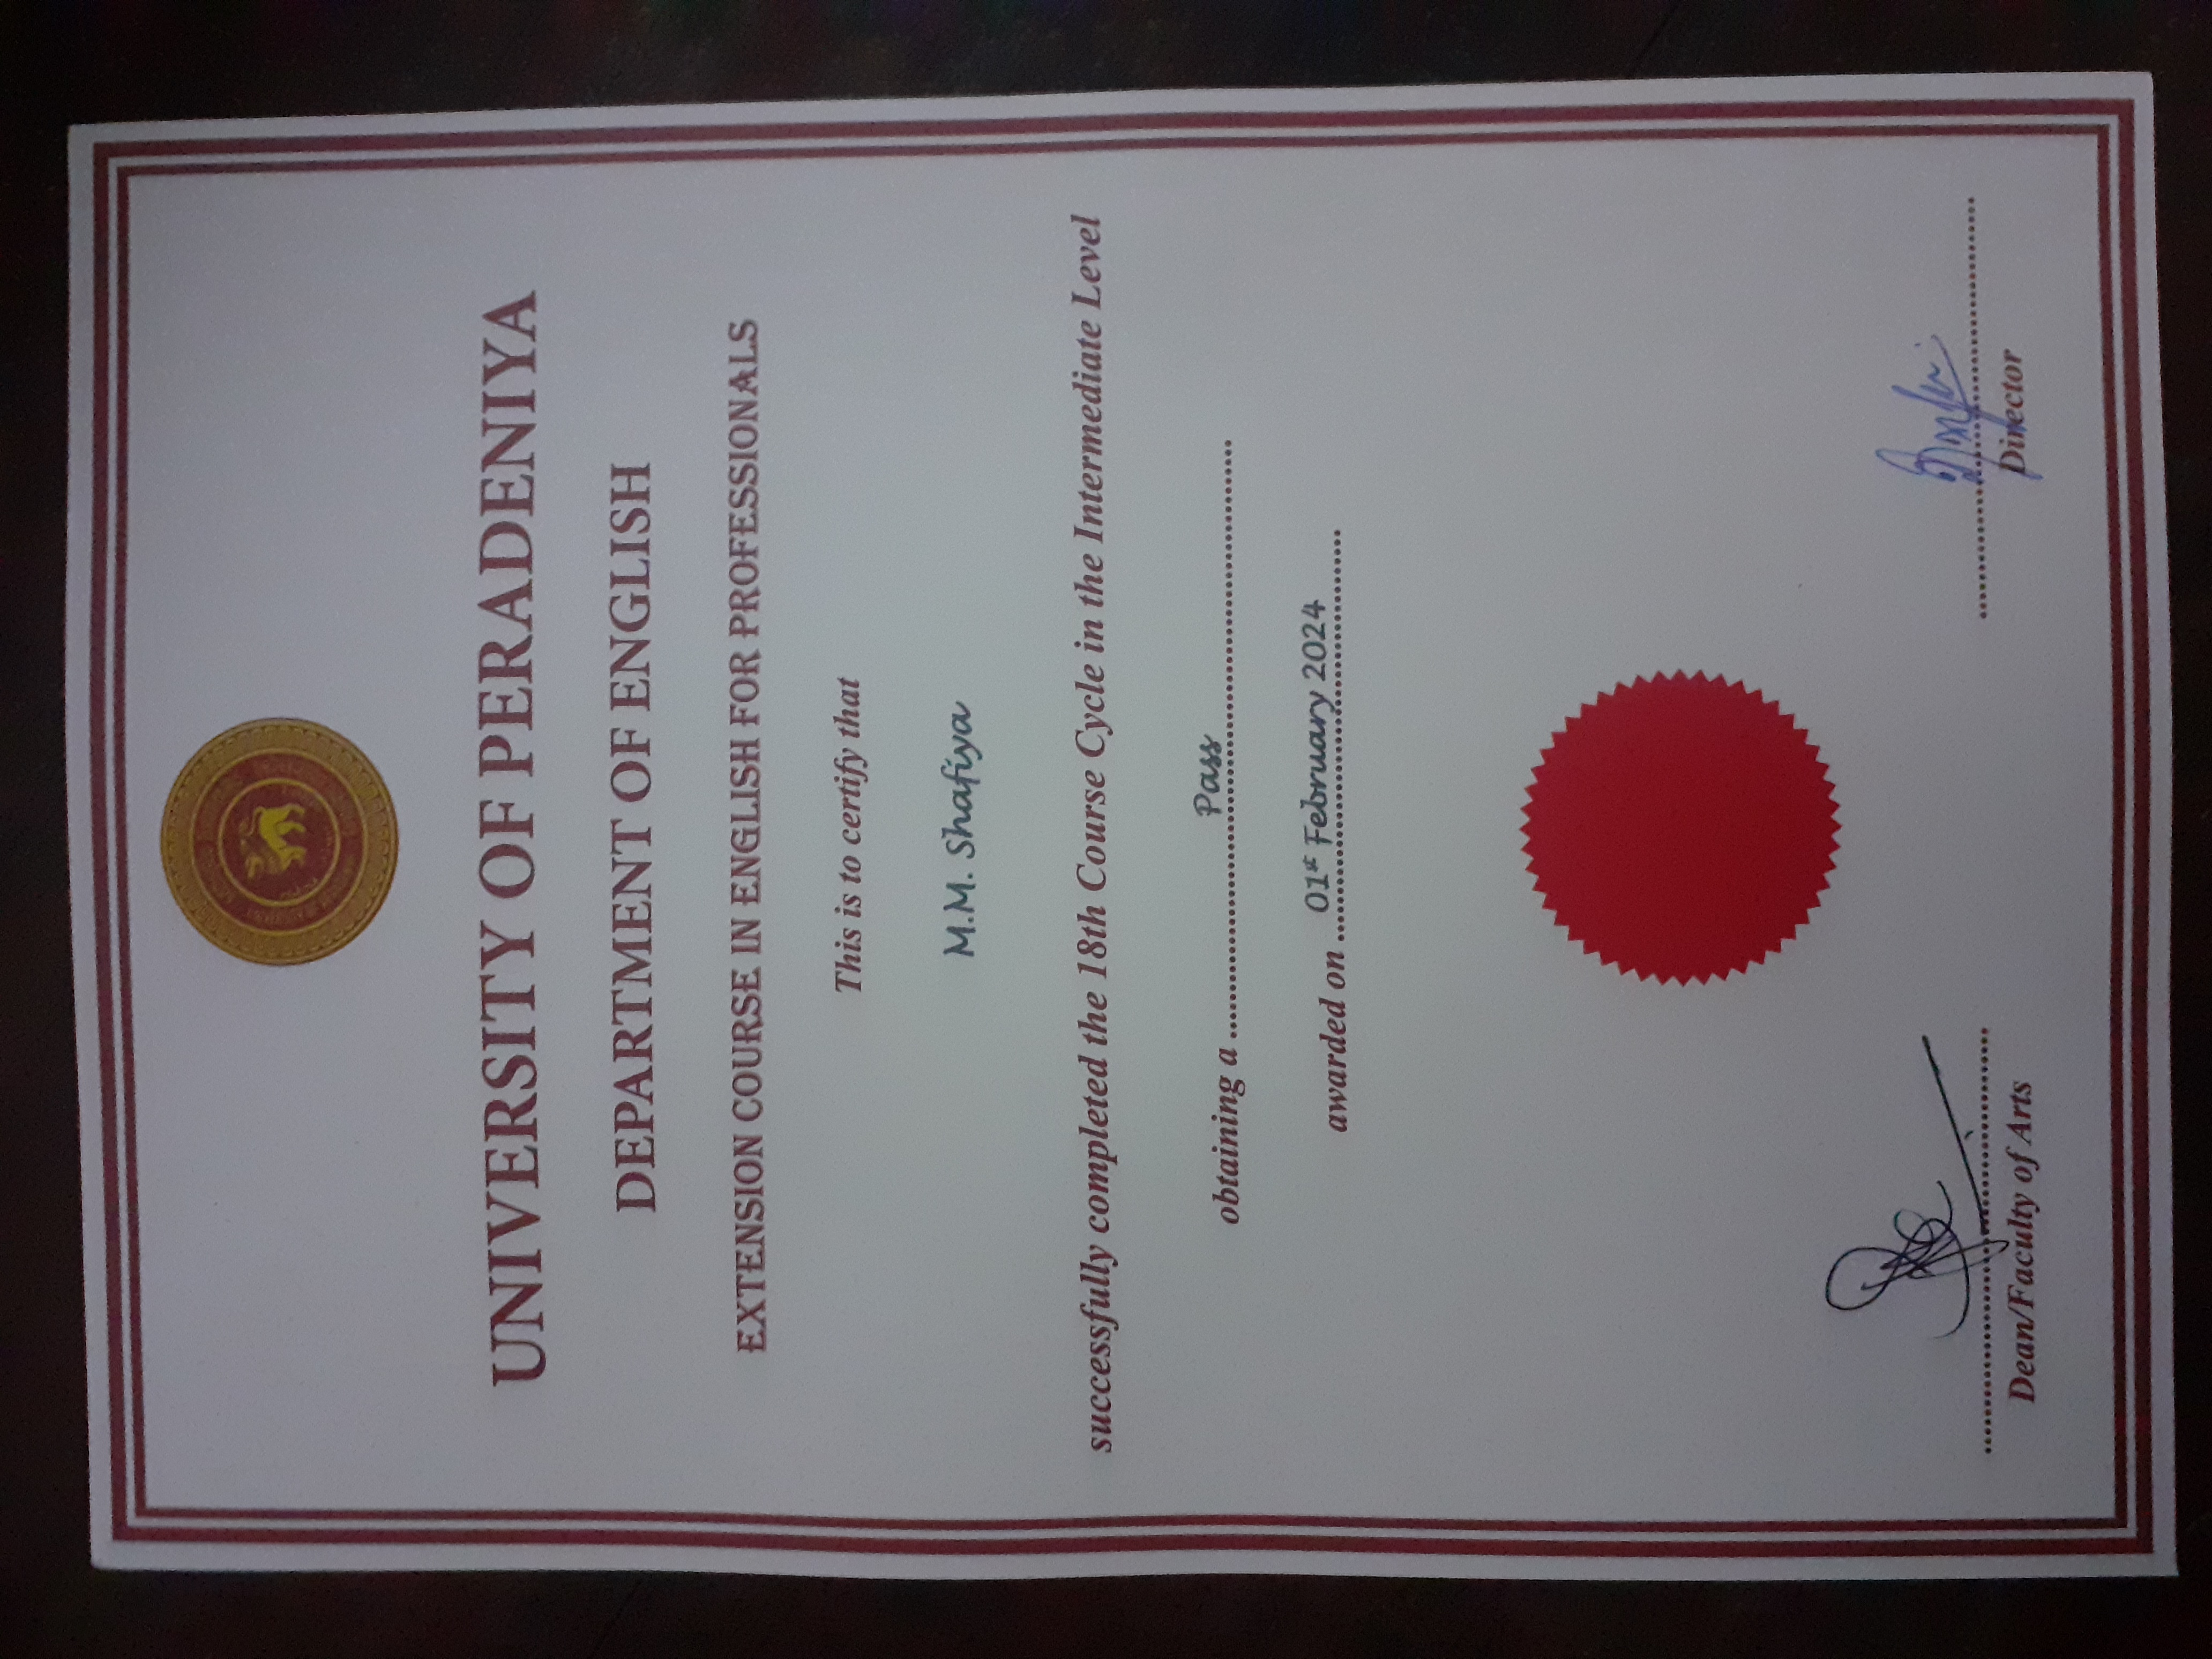 UNIVERSITY OF PERADENIYA
DEPARTMENT OF ENGLISH
EXTENSION COURSE IN ENGLISH FOR PROFESSIONALS
This is to certify that
M.M. Shafiya
successfully completed the 18th Course Cycle in the Intermediate Level
obtaining a ........ Pass ........
awarded on ........ 01st February 2024 ........
Dean/Faculty of Arts
Director